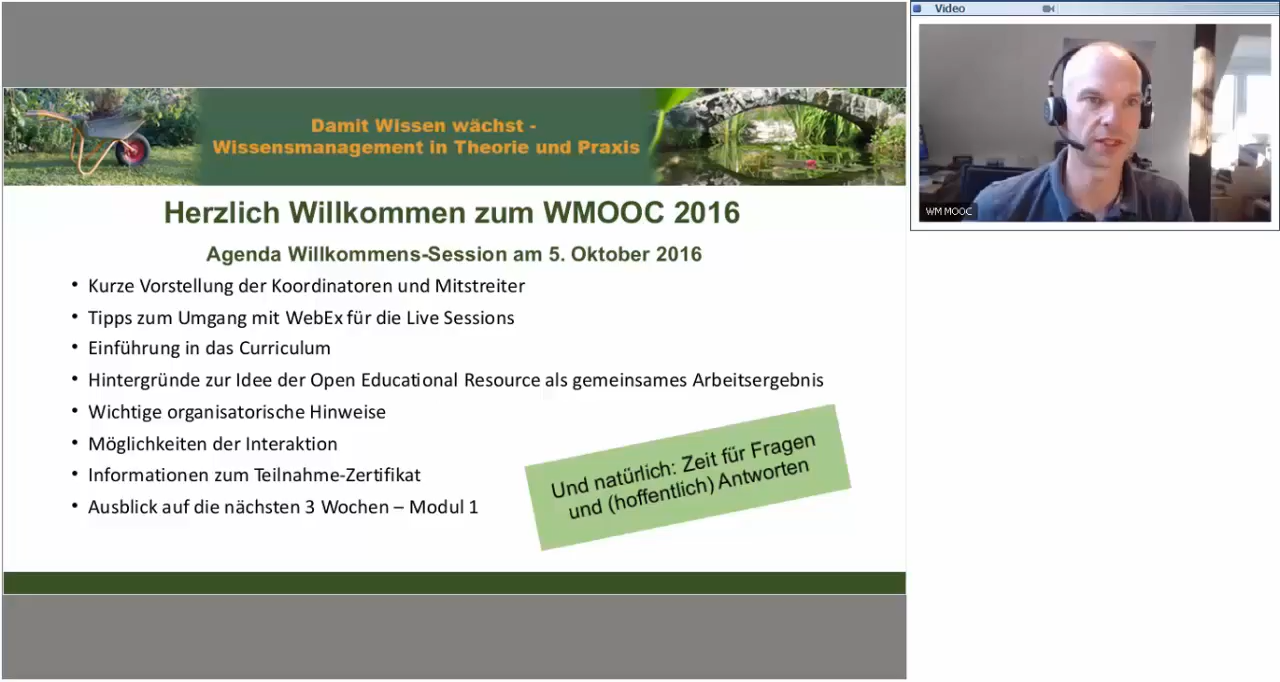 Damit Wissen wächst -
Wissensmanagement in Theorie und Praxis
Herzlich Willkommen zum WMOOC 2016
Agenda Willkommens-Session am 5. Oktober 2016
• Kurze Vorstellung der Koordinatoren und Mitstreiter
• Tipps zum Umgang mit WebEx für die Live Sessions
• Einführung in das Curriculum
• Hintergründe zur Idee der Open Educational Resource als gemeinsames Arbeitsergebnis
• Wichtige organisatorische Hinweise
• Möglichkeiten der Interaktion
• Informationen zum Teilnahme-Zertifikat
• Ausblick auf die nächsten 3 Wochen – Modul 1
Und natürlich: Zeit für Fragen
und (hoffentlich) Antworten
Video
WM MOOC